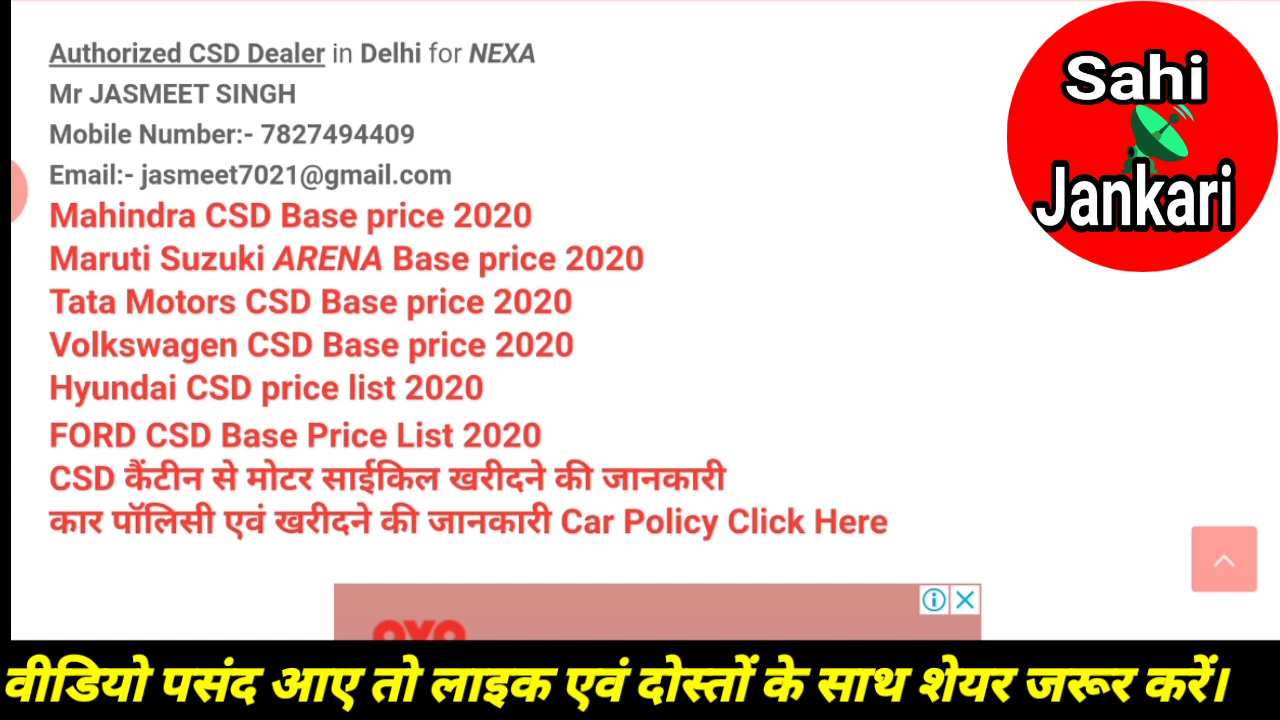 Authorized CSD Dealer in Delhi for NEXA
Mr JASMEET SINGH
Mobile Number:- 7827494409
Email:- jasmeet7021@gmail.com
Mahindra CSD Base price 2020
Maruti Suzuki ARENA Base price 2020
Tata Motors CSD Base price 2020
Volkswagen CSD Base price 2020
Hyundai CSD price list 2020
FORD CSD Base Price List 2020
CSD कैंटीन से मोटर साईकिल खरीदने की जानकारी
कार पॉलिसी एवं खरीदने की जानकारी Car Policy Click Here
Sahi
Jankari
OYO
वीडियो पसंद आए तो लाइक एवं दोस्तों के साथ शेयर जरूर करें।